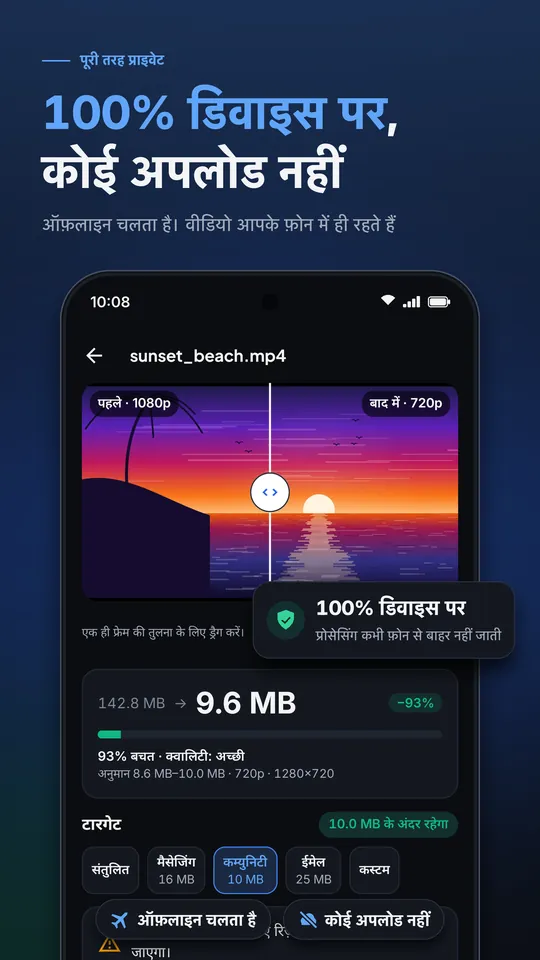 पूरी तरह प्राइवेट
100% डिवाइस पर,
कोई अपलोड नहीं
ऑफ़लाइन चलता है। वीडियो आपके फ़ोन में ही रहते हैं
10:08
sunset_beach.mp4
पहले · 1080p
बाद में · 720p
100% डिवाइस पर
प्रोसेसिंग कभी फ़ोन से बाहर नहीं जाती
एक ही फ्रेम की तुलना के लिए ड्रैग करें।
142.8 MB → 9.6 MB
−93%
93% बचत · क्वालिटी: अच्छी
अनुमान 8.6 MB–10.0 MB · 720p · 1280×720
टारगेट
10.0 MB के अंदर रहेगा
संतुलित
मैसेजिंग
16 MB
कम्युनिटी
10 MB
ईमेल
25 MB
कस्टम
ऑफ़लाइन चलता है
कोई अपलोड नहीं
जाएगा।